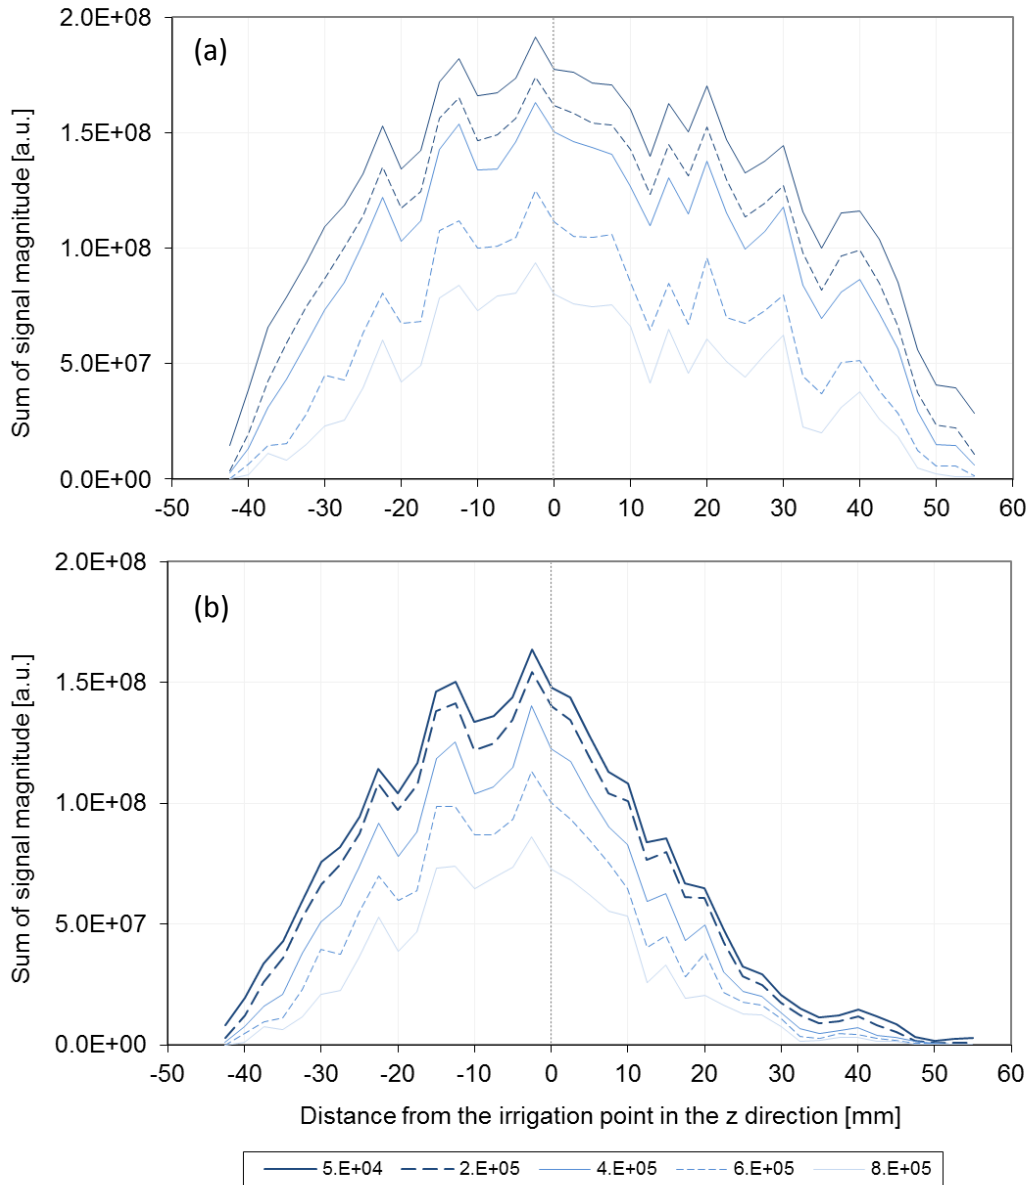 (a)
Sum of signal magnitude [a.u.]
2.0E+08
1.5E+08
1.0E+08
5.0E+07
0.0E+00
-50 -40 -30 -20 -10 0 10 20 30 40 50 60
(b)
Sum of signal magnitude [a.u.]
2.0E+08
1.5E+08
1.0E+08
5.0E+07
0.0E+00
-50 -40 -30 -20 -10 0 10 20 30 40 50 60
Distance from the irrigation point in the z direction [mm]
5.E+04 2.E+05 4.E+05 6.E+05 8.E+05